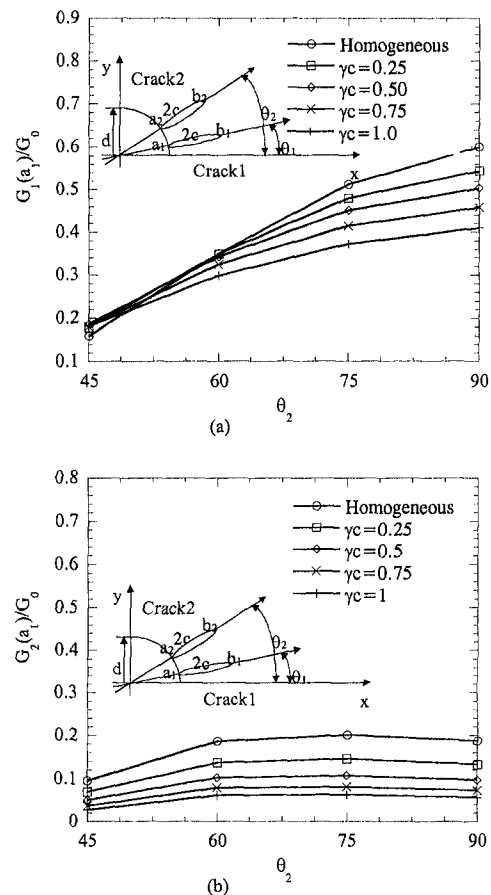 0.9
0.8
0.7
0.6
0.5
0.4
0.3
0.2
0.1
G₁(a₁)/G₀
y
Crack2
b₂
2c
a₂
θ₂
2c
b₁
d
a₁
θ₁
Crack1
x
Homogeneous
γc=0.25
γc=0.50
γc=0.75
γc=1.0
45 60 75 90
θ₂
(a)
0.8
0.7
0.6
0.5
0.4
0.3
0.2
0.1
0
G₂(a₁)/G₀
y
Crack2
b₂
2c
a₂
θ₂
2c
b₁
d
a₁
θ₁
Crack1
x
Homogeneous
γc=0.25
γc=0.5
γc=0.75
γc=1
45 60 75 90
θ₂
(b)